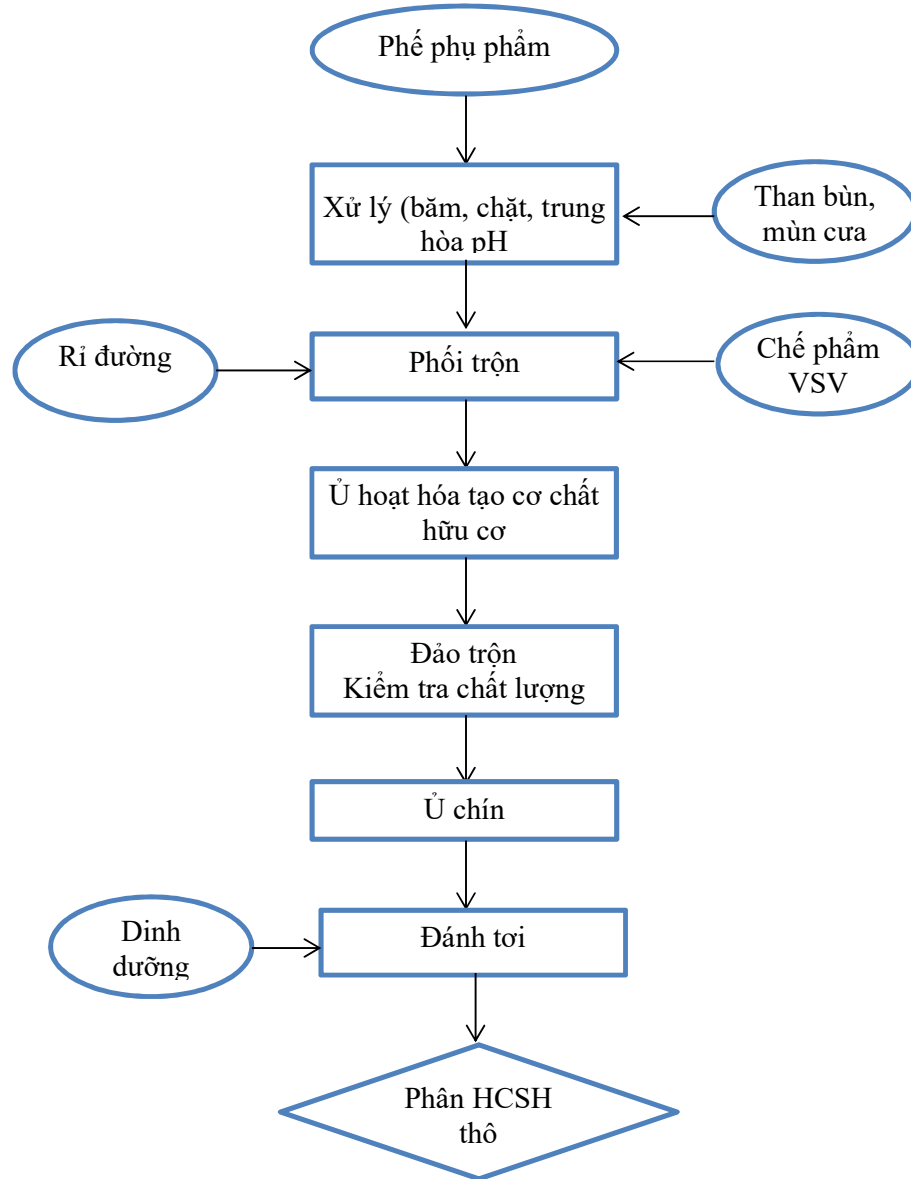 Phế phụ phẩm
Xử lý (băm, chặt, trung
hòa pH
Than bùn,
mùn cưa
Rỉ đường
Phối trộn
Chế phẩm
VSV
Ủ hoạt hóa tạo cơ chất
hữu cơ
Đảo trộn
Kiểm tra chất lượng
Ủ chín
Dinh
dưỡng
Đánh tơi
Phân HCSH
thô